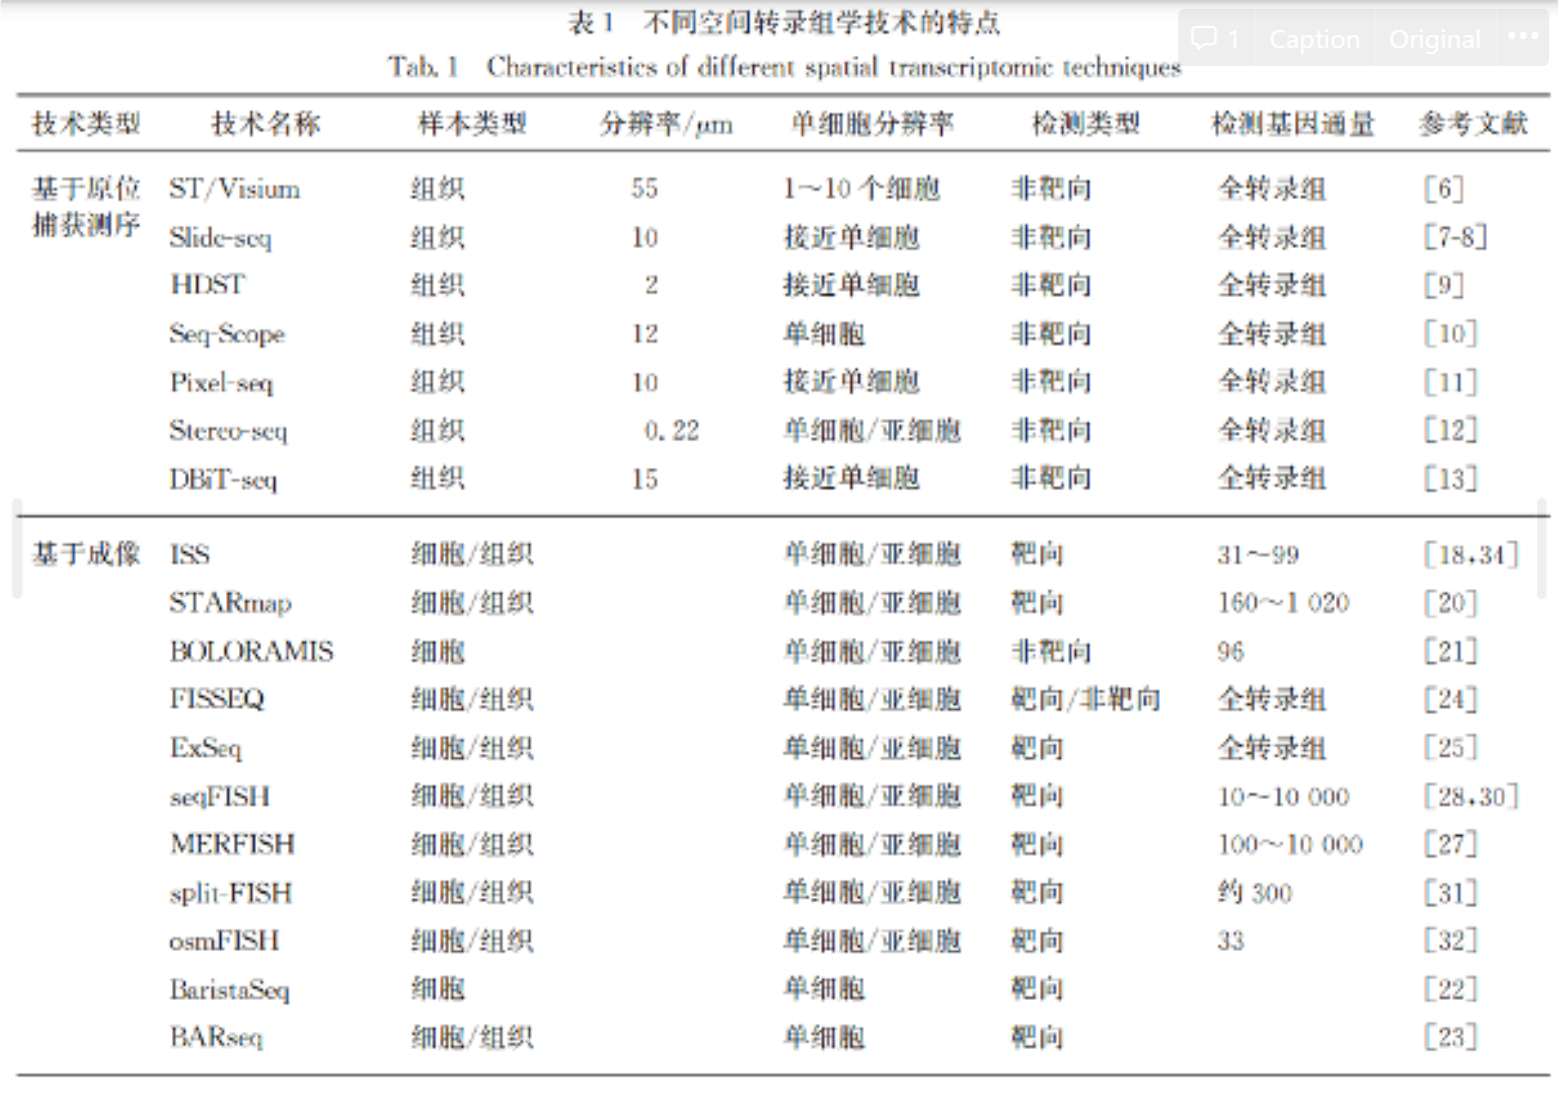 表 1 不同空间转录组学技术的特点
1 Caption Original
Tab. 1 Characteristics of different spatial transcriptomic techniques
技术类型 技术名称 样本类型 分辨率/μm 单细胞分辨率 检测类型 检测基因通量 参考文献
基于原位 ST/Visium 组织 55 1～10 个细胞 非靶向 全转录组 [6]
捕获测序 Slide-seq 组织 10 接近单细胞 非靶向 全转录组 [7-8]
HDST 组织 2 接近单细胞 非靶向 全转录组 [9]
Seq-Scope 组织 12 单细胞 非靶向 全转录组 [10]
Pixel-seq 组织 10 接近单细胞 非靶向 全转录组 [11]
Stereo-seq 组织 0.22 单细胞/亚细胞 非靶向 全转录组 [12]
DBiT-seq 组织 15 接近单细胞 非靶向 全转录组 [13]
基于成像 ISS 细胞/组织 单细胞/亚细胞 靶向 31～99 [18,34]
STARmap 细胞/组织 单细胞/亚细胞 靶向 160～1 020 [20]
BOLORAMIS 细胞 单细胞/亚细胞 非靶向 96 [21]
FISSEQ 细胞/组织 单细胞/亚细胞 靶向/非靶向 全转录组 [24]
ExSeq 细胞/组织 单细胞/亚细胞 靶向 全转录组 [25]
seqFISH 细胞/组织 单细胞/亚细胞 靶向 10～10 000 [28,30]
MERFISH 细胞/组织 单细胞/亚细胞 靶向 100～10 000 [27]
split-FISH 细胞/组织 单细胞/亚细胞 靶向 约 300 [31]
osmFISH 细胞/组织 单细胞/亚细胞 靶向 33 [32]
BaristaSeq 细胞 单细胞 靶向 [22]
BARseq 细胞/组织 单细胞 靶向 [23]